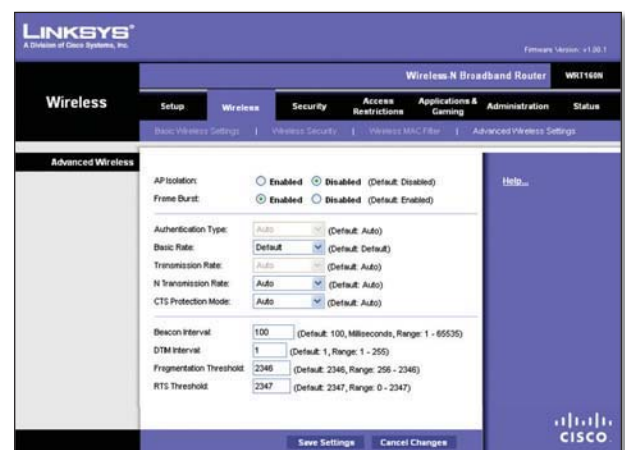 LINKSYS®
A Division of Cisco Systems, Inc.
Firmware Version: v1.00.1
Wireless-N Broadband Router WRT160N
Wireless
Setup Wireless Security Access Restrictions Applications & Gaming Administration Status
Basic Wireless Settings | Wireless Security | Wireless MAC Filter | Advanced Wireless Settings
Advanced Wireless
AP Isolation: Enabled Disabled (Default: Disabled)
Help...
Frame Burst: Enabled Disabled (Default: Enabled)
Authentication Type: Auto (Default: Auto)
Basic Rate: Default (Default: Default)
Transmission Rate: Auto (Default: Auto)
N Transmission Rate: Auto (Default: Auto)
CTS Protection Mode: Auto (Default: Auto)
Beacon Interval: 100 (Default: 100, Milliseconds, Range: 1 - 65535)
DTIM Interval: 1 (Default: 1, Range: 1 - 255)
Fragmentation Threshold: 2346 (Default: 2346, Range: 256 - 2346)
RTS Threshold: 2347 (Default: 2347, Range: 0 - 2347)
Save Settings Cancel Changes
CISCO